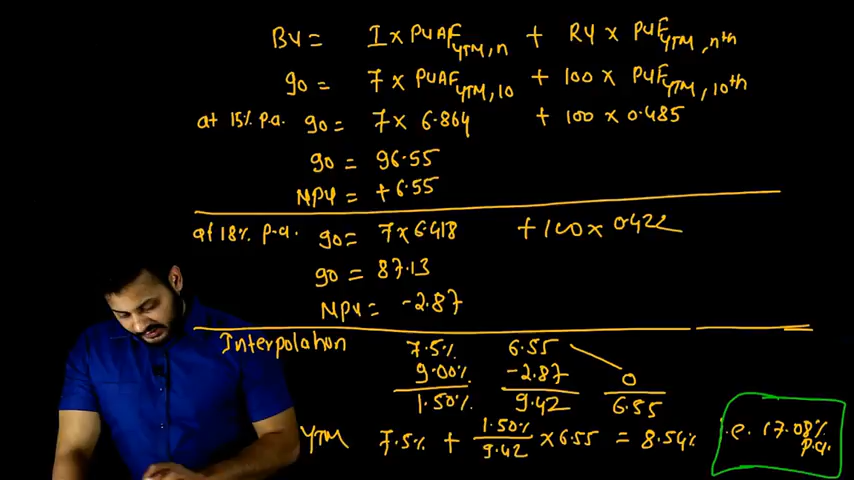 BV = I × PVAF YTM, n + RV × PVF YTM, nth
90 = 7 × PVAF YTM, 10 + 100 × PVF YTM, 10th
at 15% p.a. 90 = 7 × 6.864 + 100 × 0.485
90 = 96.55
NPV = +6.55
at 18% p.a. 90 = 7 × 6.418 + 100 × 0.422
90 = 87.13
NPV = -2.87
Interpolation 7.5% 6.55
9.00% -2.87 0
1.50% 9.42 6.55
YTM 7.5% + 1.50% / 9.42 × 6.55 = 8.54% i.e. 17.08% p.a.